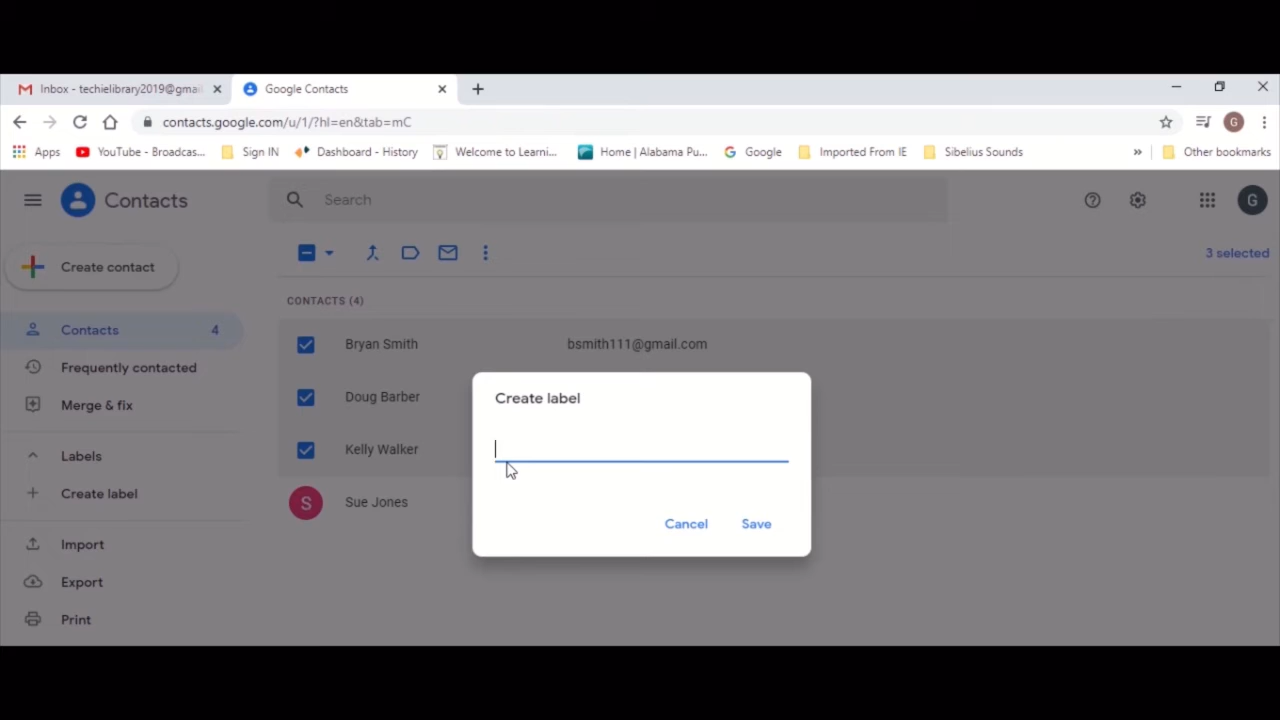 Inbox - techielibrary2019@gmai
Google Contacts
contacts.google.com/u/1/?hl=en&tab=mC
G
Apps
YouTube - Broadcas...
Sign IN
Dashboard - History
Welcome to Learni...
Home | Alabama Pu...
Google
Imported From IE
Sibelius Sounds
»
Other bookmarks
Contacts
Search
G
Create contact
3 selected
CONTACTS (4)
Contacts 4
Bryan Smith bsmith111@gmail.com
Frequently contacted
Doug Barber
Merge & fix
Create label
Kelly Walker
Labels
Create label
S Sue Jones
Cancel Save
Import
Export
Print